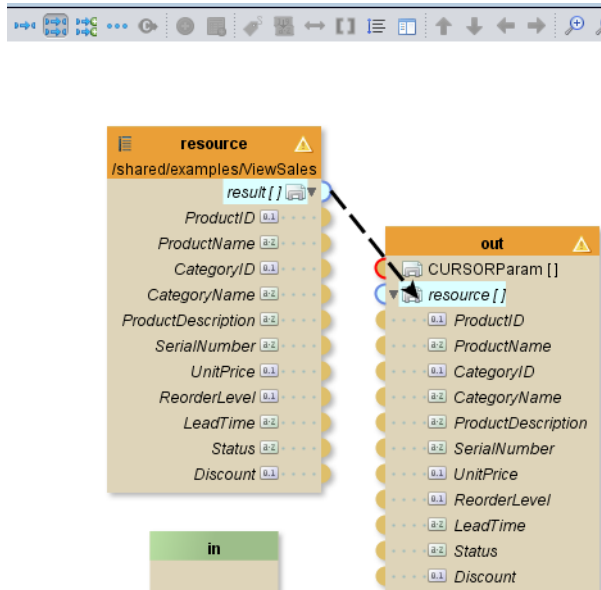 resource
/shared/examples/ViewSales
result [ ]
ProductID
ProductName
CategoryID
CategoryName
ProductDescription
SerialNumber
UnitPrice
ReorderLevel
LeadTime
Status
Discount
in
out
CURSORParam [ ]
resource [ ]
ProductID
ProductName
CategoryID
CategoryName
ProductDescription
SerialNumber
UnitPrice
ReorderLevel
LeadTime
Status
Discount